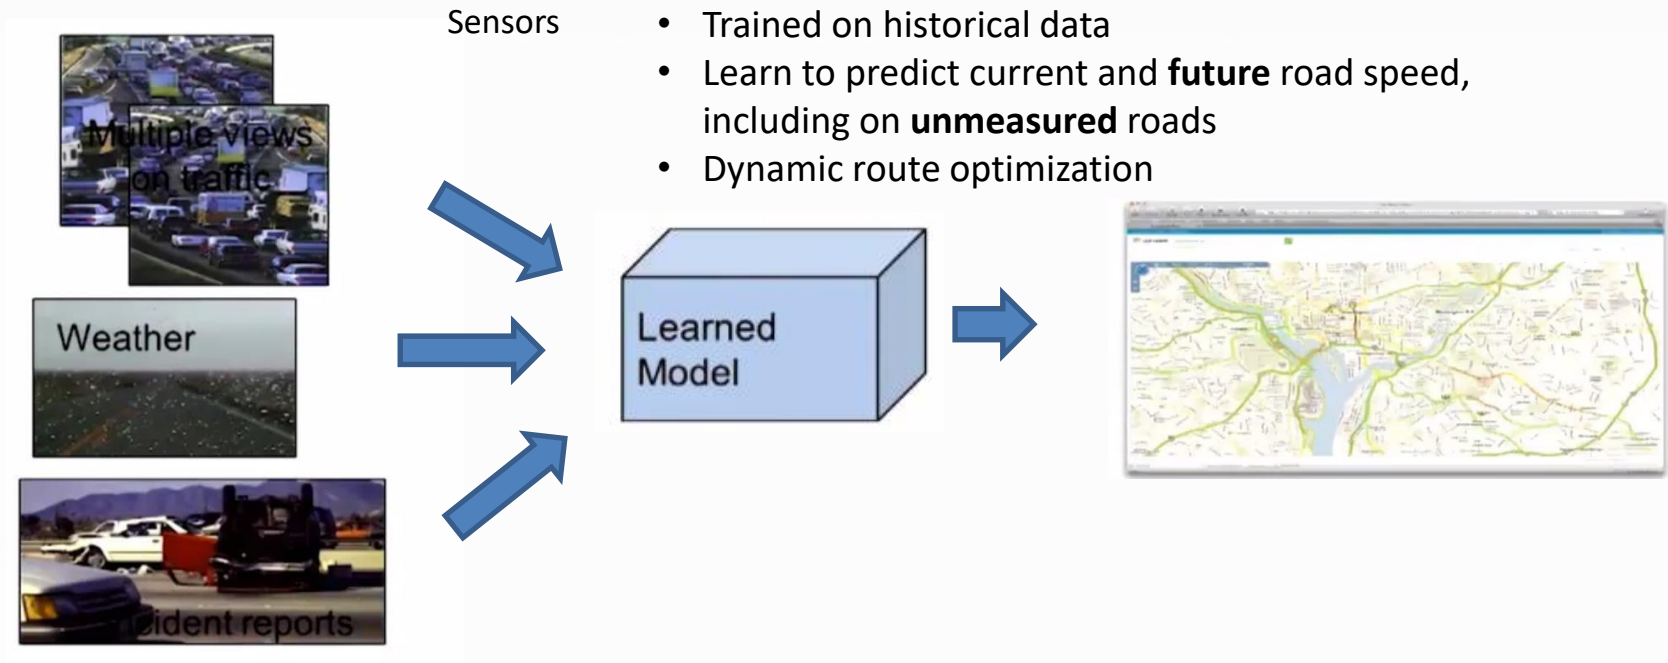 Sensors
• Trained on historical data
• Learn to predict current and future road speed,
including on unmeasured roads
• Dynamic route optimization
Multiple views
on traffic
Weather
Learned
Model
reports